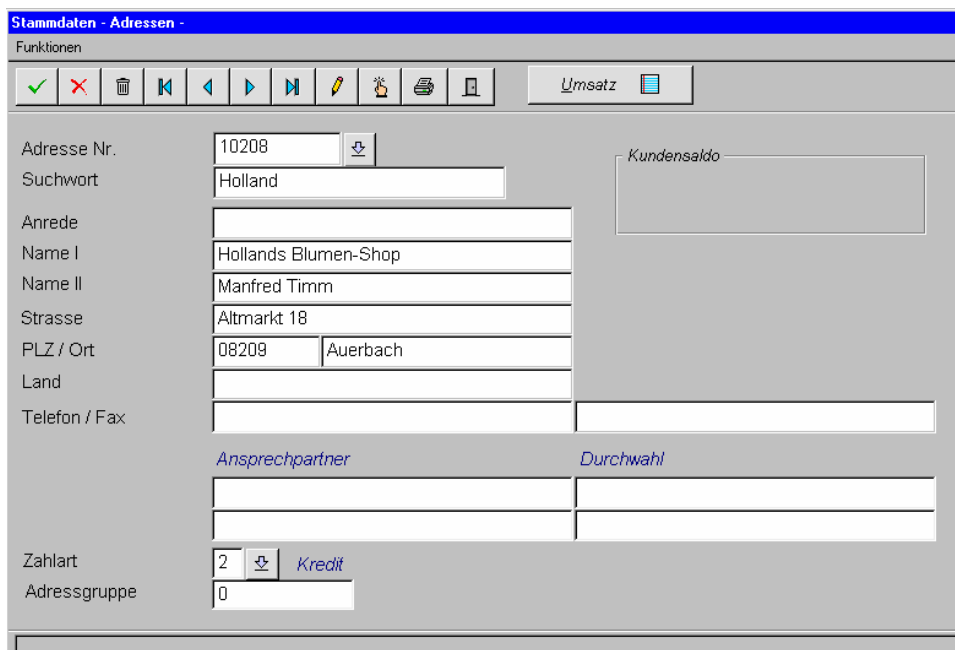 Stammdaten - Adressen -
Funktionen
Umsatz
Adresse Nr. 10208
Kundensaldo
Suchwort Holland
Anrede
Name I Hollands Blumen-Shop
Name II Manfred Timm
Strasse Altmarkt 18
PLZ / Ort 08209 Auerbach
Land
Telefon / Fax
Ansprechpartner Durchwahl
Zahlart 2 Kredit
Adressgruppe 0